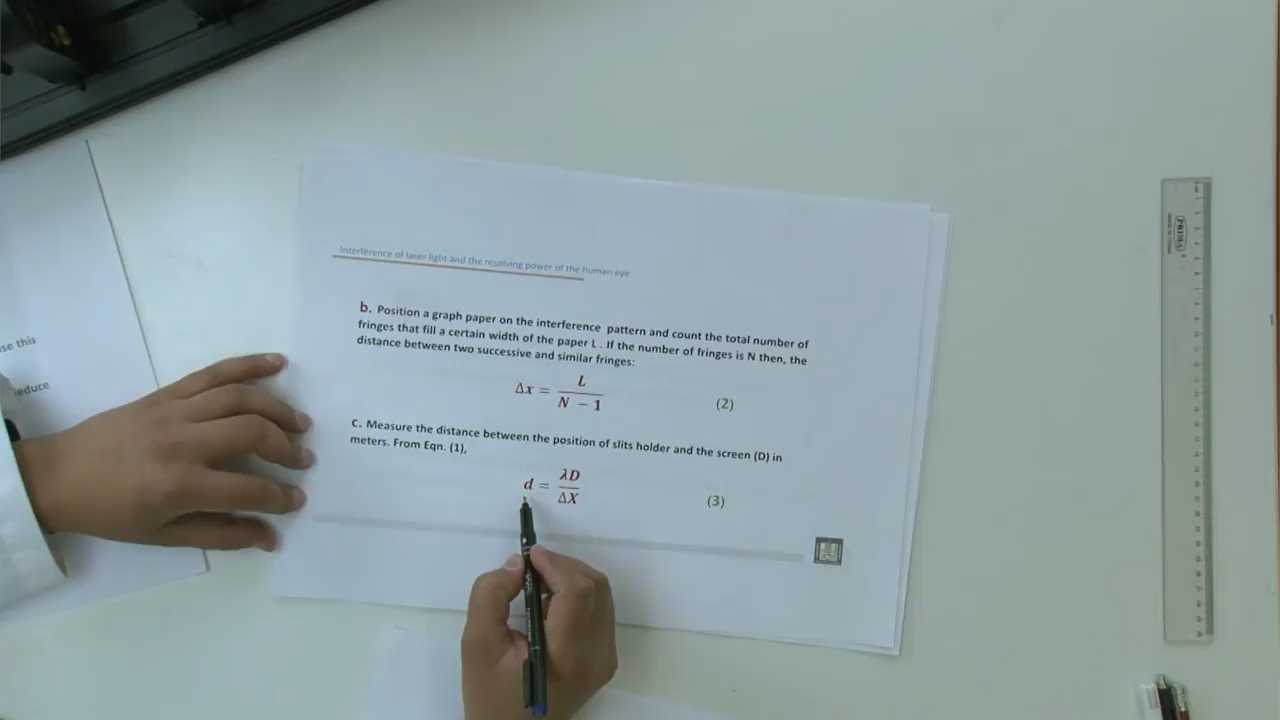 se this
leduce
Interference of laser light and the resolving power of the human eye
b. Position a graph paper on the interference pattern and count the total number of
fringes that fill a certain width of the paper L . If the number of fringes is N then, the
distance between two successive and similar fringes:
Δx = L / (N − 1) (2)
c. Measure the distance between the position of slits holder and the screen (D) in
meters. From Eqn. (1),
d = λD / ΔX (3)